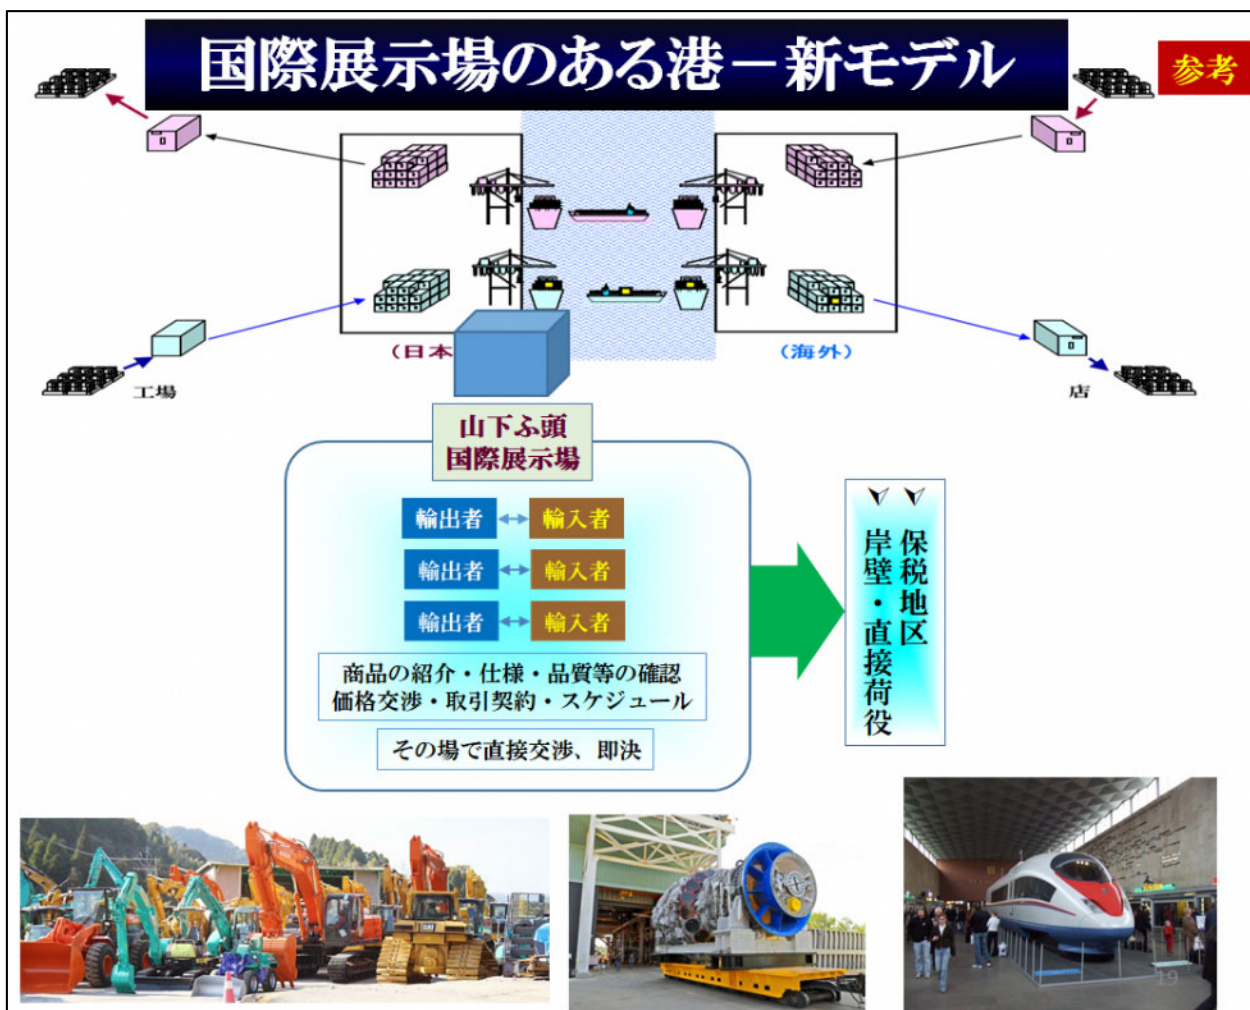 国際展示場のある港－新モデル
参考
(日本
(海外)
工場
店
山下ふ頭
国際展示場
輸出者
輸入者
輸出者
輸入者
輸出者
輸入者
商品の紹介・仕様・品質等の確認
価格交渉・取引契約・スケジュール
その場で直接交渉、即決
保税地区
岸壁・直接荷役
CAT
19